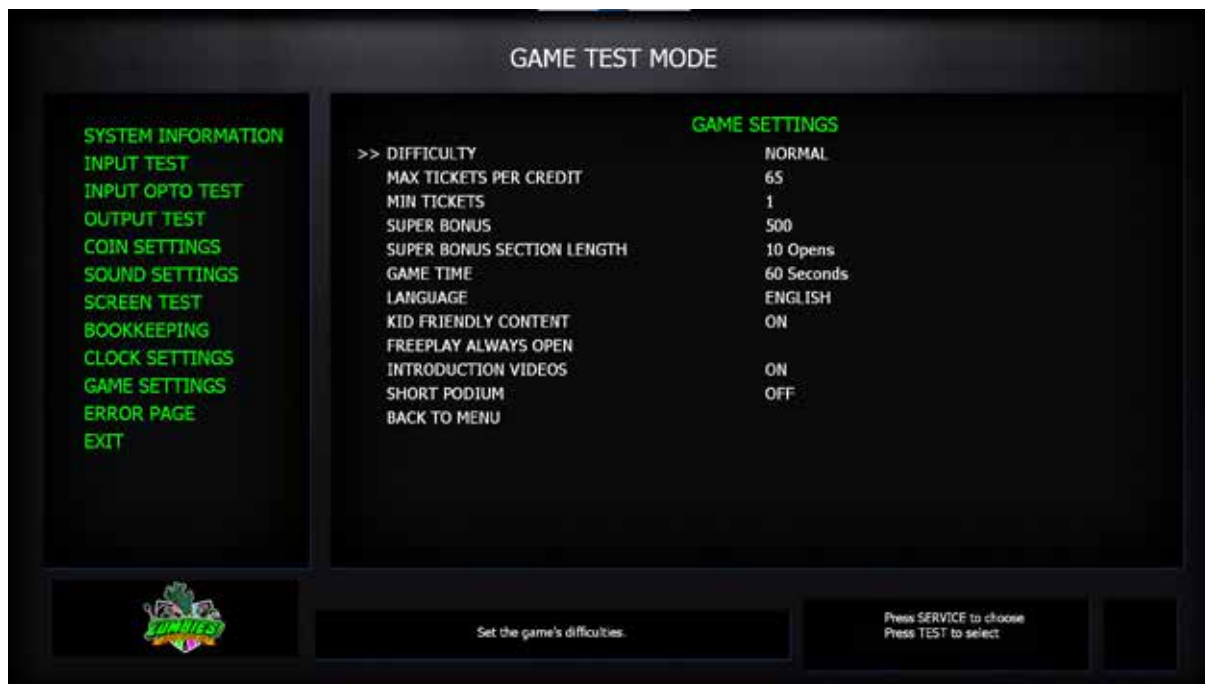 GAME TEST MODE
SYSTEM INFORMATION
INPUT TEST
INPUT OPTO TEST
OUTPUT TEST
COIN SETTINGS
SOUND SETTINGS
SCREEN TEST
BOOKKEEPING
CLOCK SETTINGS
GAME SETTINGS
ERROR PAGE
EXIT
GAME SETTINGS
>> DIFFICULTY NORMAL
MAX TICKETS PER CREDIT 65
MIN TICKETS 1
SUPER BONUS 500
SUPER BONUS SECTION LENGTH 10 Opens
GAME TIME 60 Seconds
LANGUAGE ENGLISH
KID FRIENDLY CONTENT ON
FREEPLAY ALWAYS OPEN
INTRODUCTION VIDEOS ON
SHORT PODIUM OFF
BACK TO MENU
ZOMBIES!
Set the game's difficulties.
Press SERVICE to choose
Press TEST to select